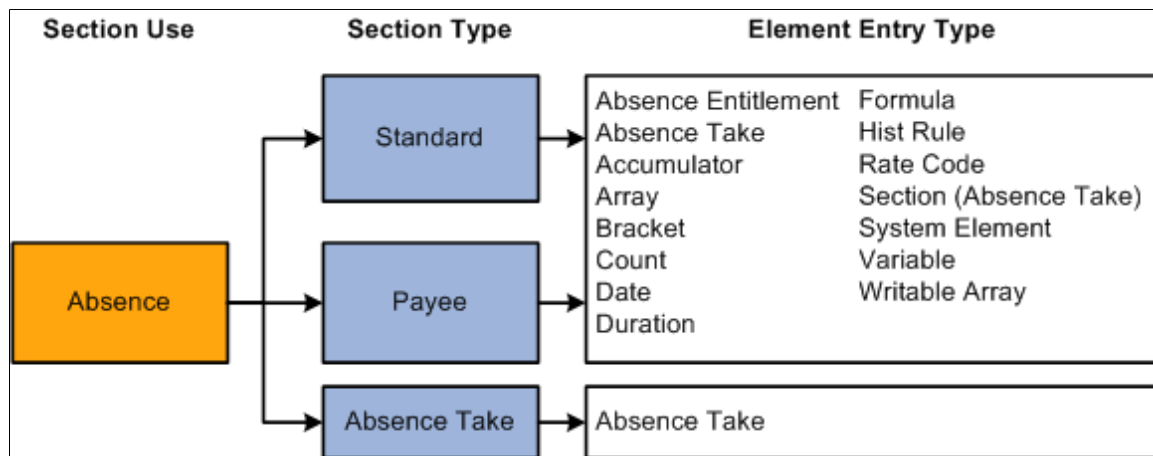 Section Use
Section Type
Element Entry Type
Absence
Standard
Payee
Absence Take
Absence Entitlement
Absence Take
Accumulator
Array
Bracket
Count
Date
Duration
Formula
Hist Rule
Rate Code
Section (Absence Take)
System Element
Variable
Writable Array
Absence Take